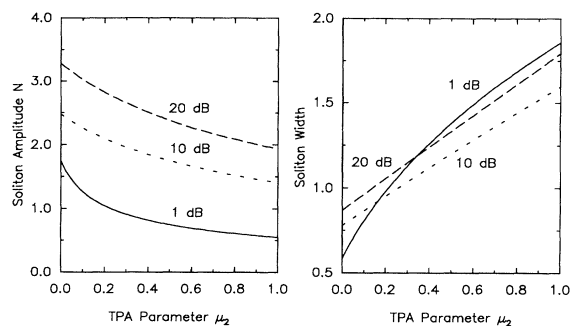 Soliton Amplitude N
4.0
3.0
2.0
1.0
0.0
20 dB
10 dB
1 dB
0.0 0.2 0.4 0.6 0.8 1.0
TPA Parameter μ₂
Soliton Width
2.0
1.5
1.0
0.5
1 dB
20 dB
10 dB
0.0 0.2 0.4 0.6 0.8 1.0
TPA Parameter μ₂